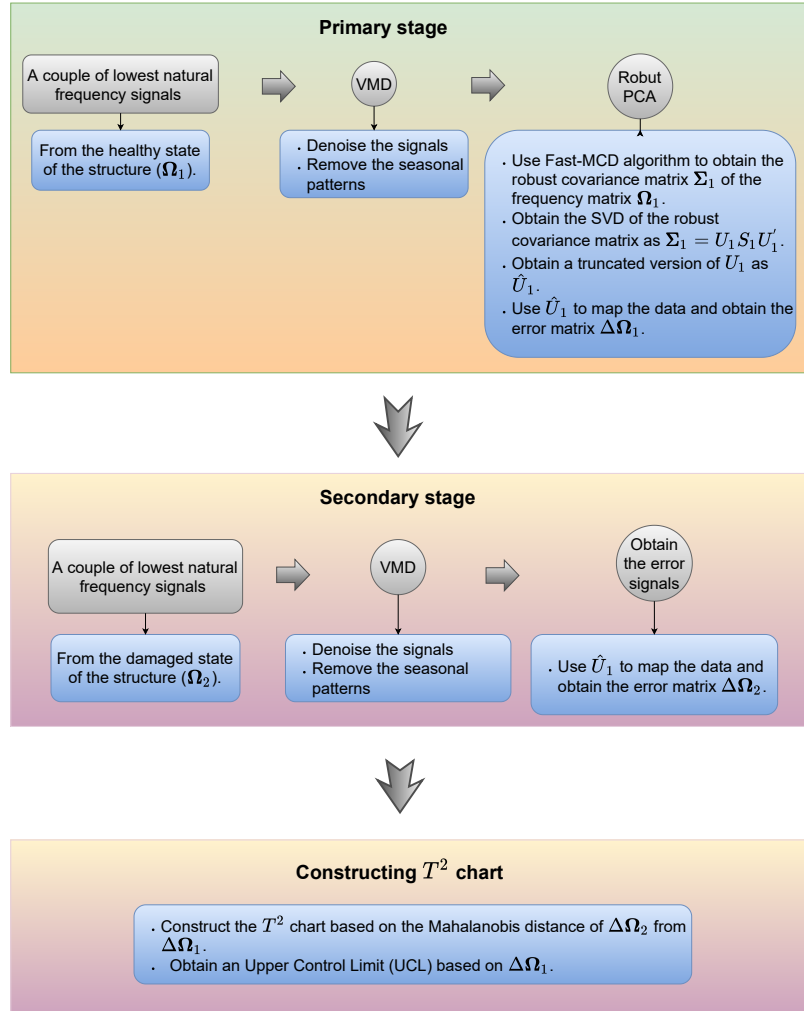 Primary stage
A couple of lowest natural
frequency signals
VMD
Robut
PCA
From the healthy state
of the structure (Ω₁).
. Denoise the signals
. Remove the seasonal
patterns
. Use Fast-MCD algorithm to obtain the
robust covariance matrix Σ₁ of the
frequency matrix Ω₁.
. Obtain the SVD of the robust
covariance matrix as Σ₁ = U₁S₁U₁′.
. Obtain a truncated version of U₁ as
Û₁.
. Use Û₁ to map the data and obtain the
error matrix ΔΩ₁.
Secondary stage
A couple of lowest natural
frequency signals
VMD
Obtain
the error
signals
From the damaged state
of the structure (Ω₂).
. Denoise the signals
. Remove the seasonal
patterns
. Use Û₁ to map the data and
obtain the error matrix ΔΩ₂.
Constructing T² chart
. Construct the T² chart based on the Mahalanobis distance of ΔΩ₂ from
ΔΩ₁.
. Obtain an Upper Control Limit (UCL) based on ΔΩ₁.